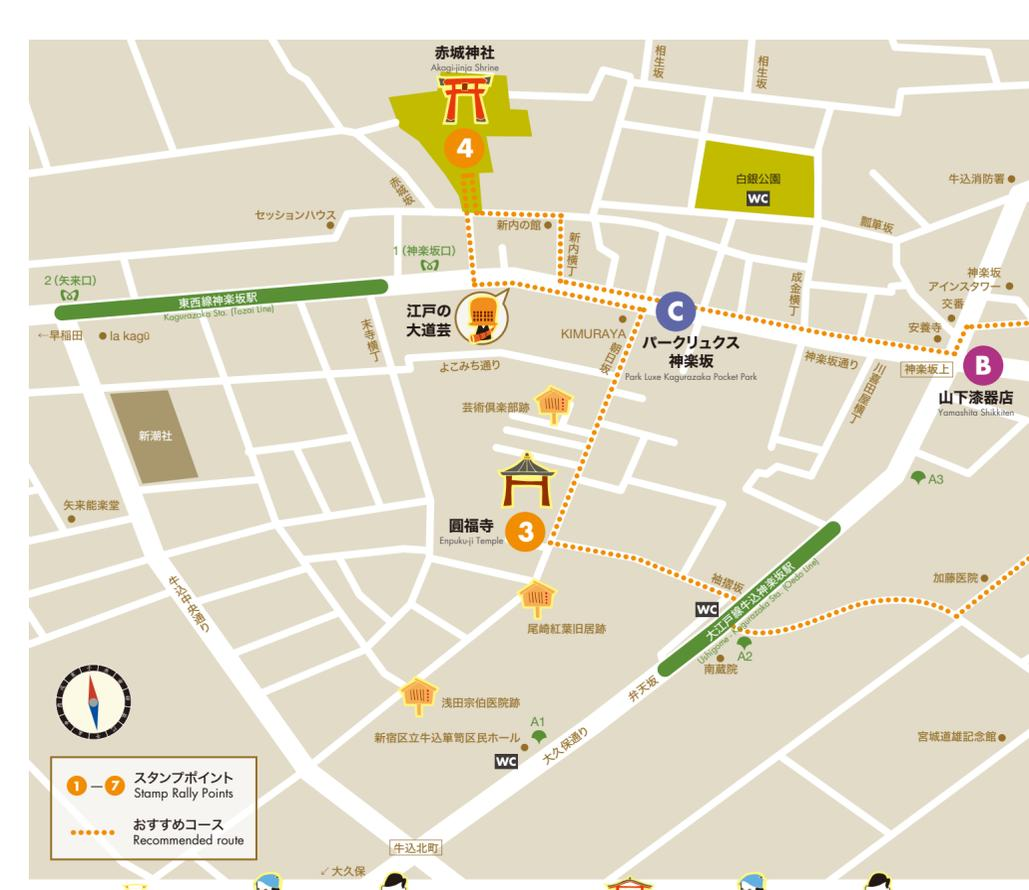 赤城神社
Akagi-jinja Shrine
相生坂
相生坂
4
赤城坂
白銀公園
WC
牛込消防署
セッションハウス
新内の館
瓢箪坂
新内横丁
1(神楽坂口)
2(矢来口)
東西線神楽坂駅
Kagurazaka Sta. (Tozai Line)
成金横丁
神楽坂
アインスタワー
交番
江戸の
大道芸
C
パークリュクス
神楽坂
Park Luxe Kagurazaka Pocket Park
KIMURAYA
安養寺
←早稲田
la kagū
末寺横丁
朝日坂
よこみち通り
神楽坂通り
神楽坂上
B
山下漆器店
Yamashita Shikkiten
川喜田屋横丁
芸術倶楽部跡
新潮社
A3
矢来能楽堂
圓福寺
Enpuku-ji Temple
3
袖摺坂
WC
大江戸線牛込神楽坂駅
Ushigome-Kagurazaka Sta. (Oedo Line)
加藤医院
牛込中央通り
尾崎紅葉旧居跡
A2
南蔵院
弁天坂
浅田宗伯医院跡
A1
新宿区立牛込箪笥区民ホール
WC
大久保通り
宮城道雄記念館
1 — 7
スタンプポイント
Stamp Rally Points
おすすめコース
Recommended route
牛込北町
↙大久保